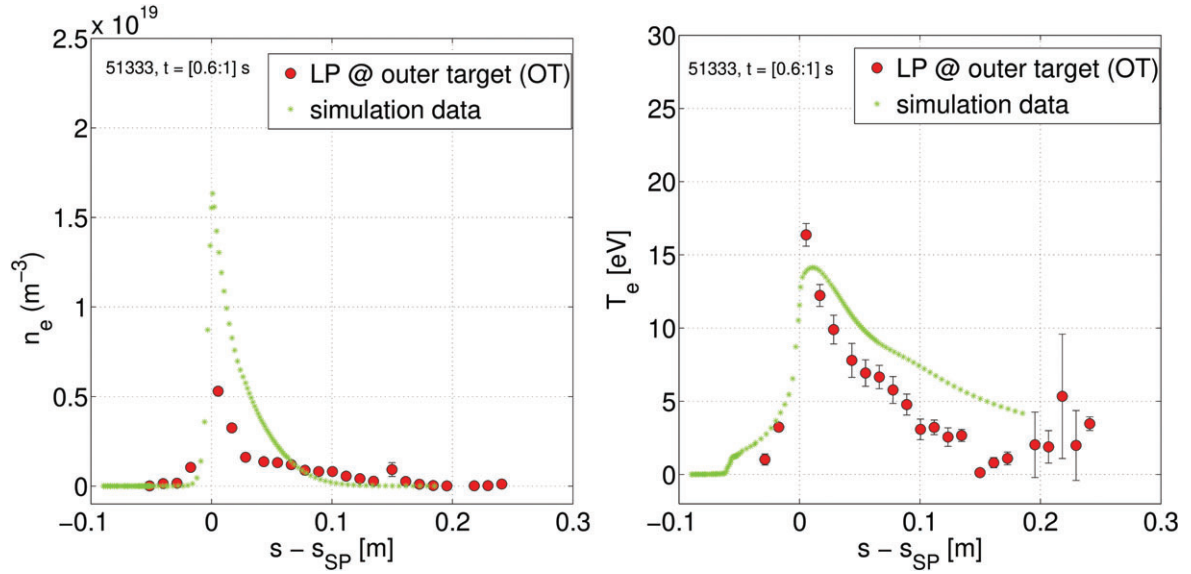 × 10^19
2.5
2
1.5
1
0.5
0
−0.1 0 0.1 0.2 0.3
n_e (m^−3)
s − s_SP [m]
51333, t = [0.6:1] s
LP @ outer target (OT)
simulation data
30
25
20
15
10
5
0
−0.1 0 0.1 0.2 0.3
T_e [eV]
s − s_SP [m]
51333, t = [0.6:1] s
LP @ outer target (OT)
simulation data